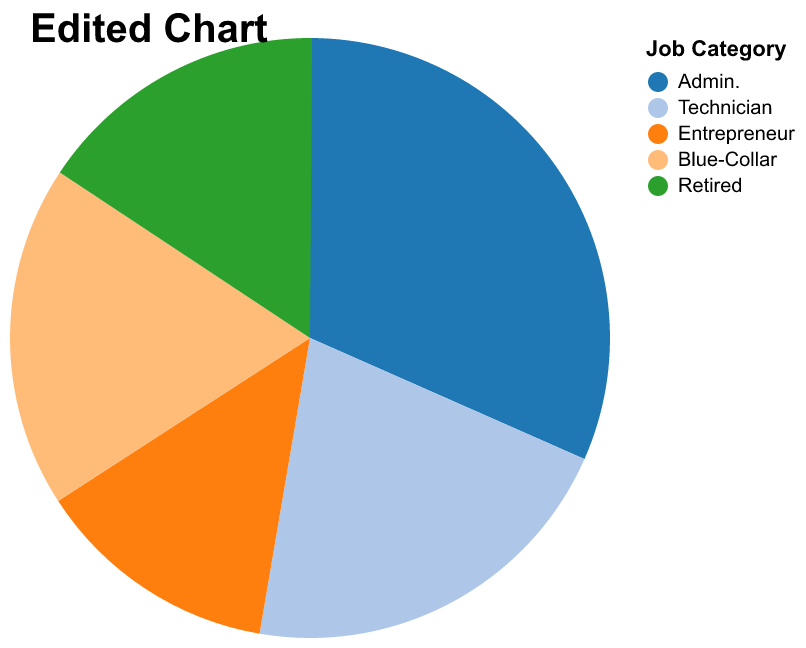 Edited Chart
Job Category
Admin.
Technician
Entrepreneur
Blue-Collar
Retired